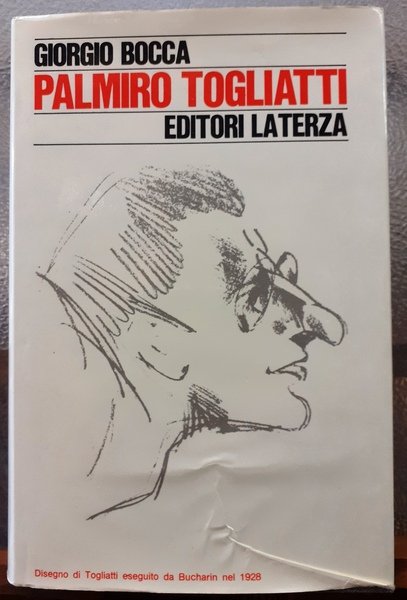 GIORGIO BOCCA
PALMIRO TOGLIATTI
EDITORI LATERZA
Disegno di Togliatti eseguito da Bucharin nel 1928